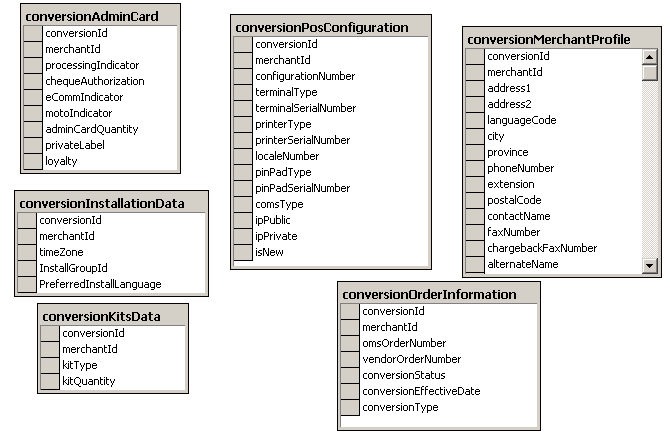 conversionAdminCard
conversionId
merchantId
processingIndicator
chequeAuthorization
eCommIndicator
motoIndicator
adminCardQuantity
privateLabel
loyalty
conversionPosConfiguration
conversionId
merchantId
configurationNumber
terminalType
terminalSerialNumber
printerType
printerSerialNumber
localeNumber
pinPadType
pinPadSerialNumber
comsType
ipPublic
ipPrivate
isNew
conversionMerchantProfile
conversionId
merchantId
address1
address2
languageCode
city
province
phoneNumber
extension
postalCode
contactName
faxNumber
chargebackFaxNumber
alternateName
conversionInstallationData
conversionId
merchantId
timeZone
InstallGroupId
PreferredInstallLanguage
conversionKitsData
conversionId
merchantId
kitType
kitQuantity
conversionOrderInformation
conversionId
merchantId
omsOrderNumber
vendorOrderNumber
conversionStatus
conversionEffectiveDate
conversionType